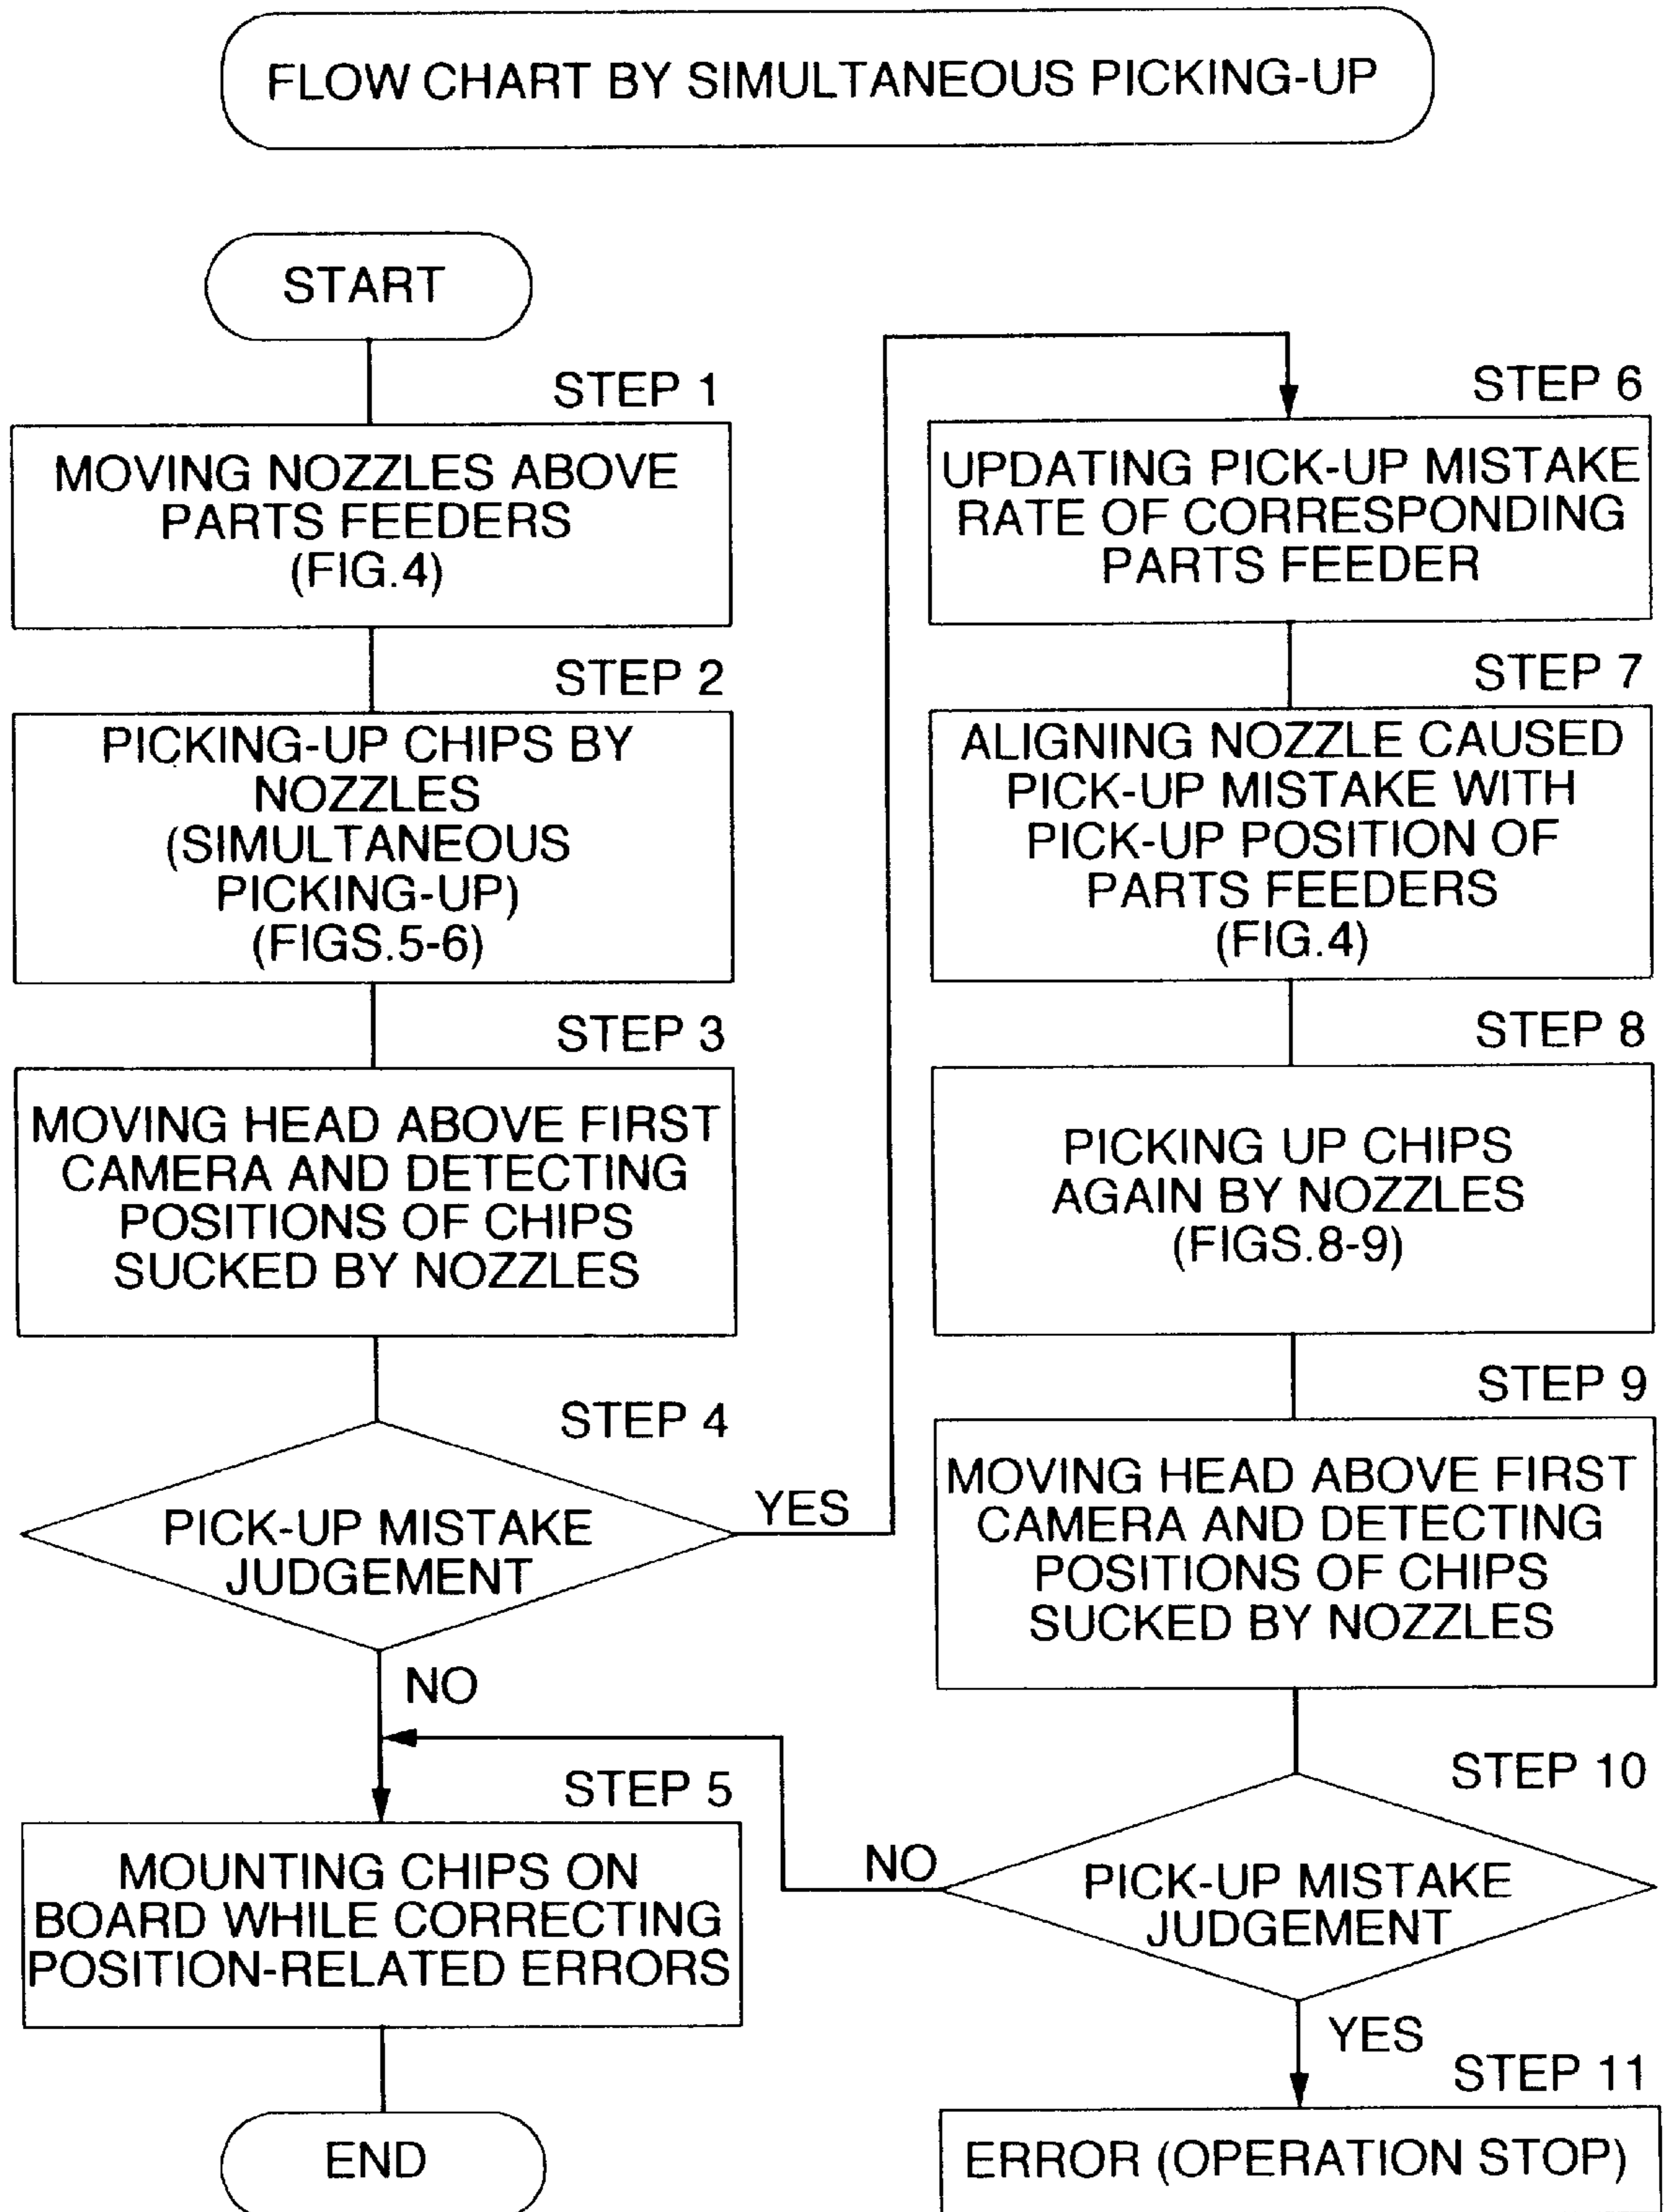 FLOW CHART BY SIMULTANEOUS PICKING-UP
START
STEP 1
MOVING NOZZLES ABOVE
PARTS FEEDERS
(FIG.4)
STEP 2
PICKING-UP CHIPS BY
NOZZLES
(SIMULTANEOUS
PICKING-UP)
(FIGS.5-6)
STEP 3
MOVING HEAD ABOVE FIRST
CAMERA AND DETECTING
POSITIONS OF CHIPS
SUCKED BY NOZZLES
STEP 4
PICK-UP MISTAKE
JUDGEMENT
YES
NO
STEP 5
MOUNTING CHIPS ON
BOARD WHILE CORRECTING
POSITION-RELATED ERRORS
END
STEP 6
UPDATING PICK-UP MISTAKE
RATE OF CORRESPONDING
PARTS FEEDER
STEP 7
ALIGNING NOZZLE CAUSED
PICK-UP MISTAKE WITH
PICK-UP POSITION OF
PARTS FEEDERS
(FIG.4)
STEP 8
PICKING UP CHIPS
AGAIN BY NOZZLES
(FIGS.8-9)
STEP 9
MOVING HEAD ABOVE FIRST
CAMERA AND DETECTING
POSITIONS OF CHIPS
SUCKED BY NOZZLES
STEP 10
NO
PICK-UP MISTAKE
JUDGEMENT
YES
STEP 11
ERROR (OPERATION STOP)